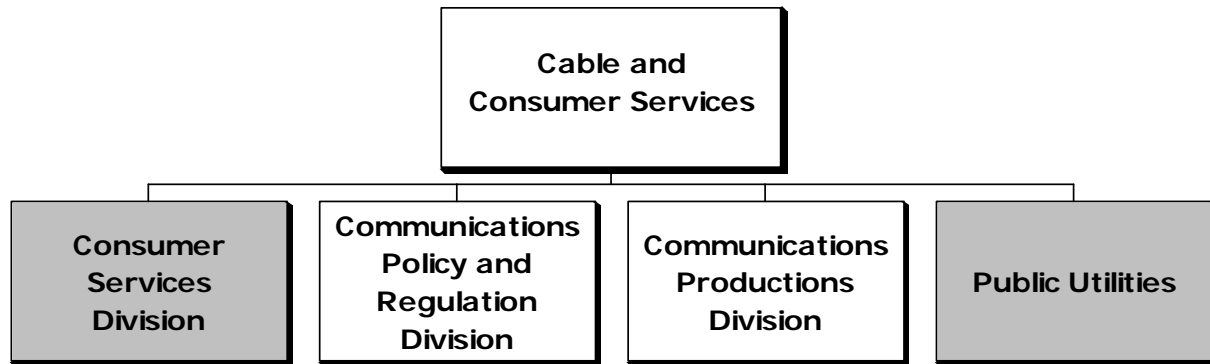 Cable and
Consumer Services
Consumer
Services
Division
Communications
Policy and
Regulation
Division
Communications
Productions
Division
Public Utilities